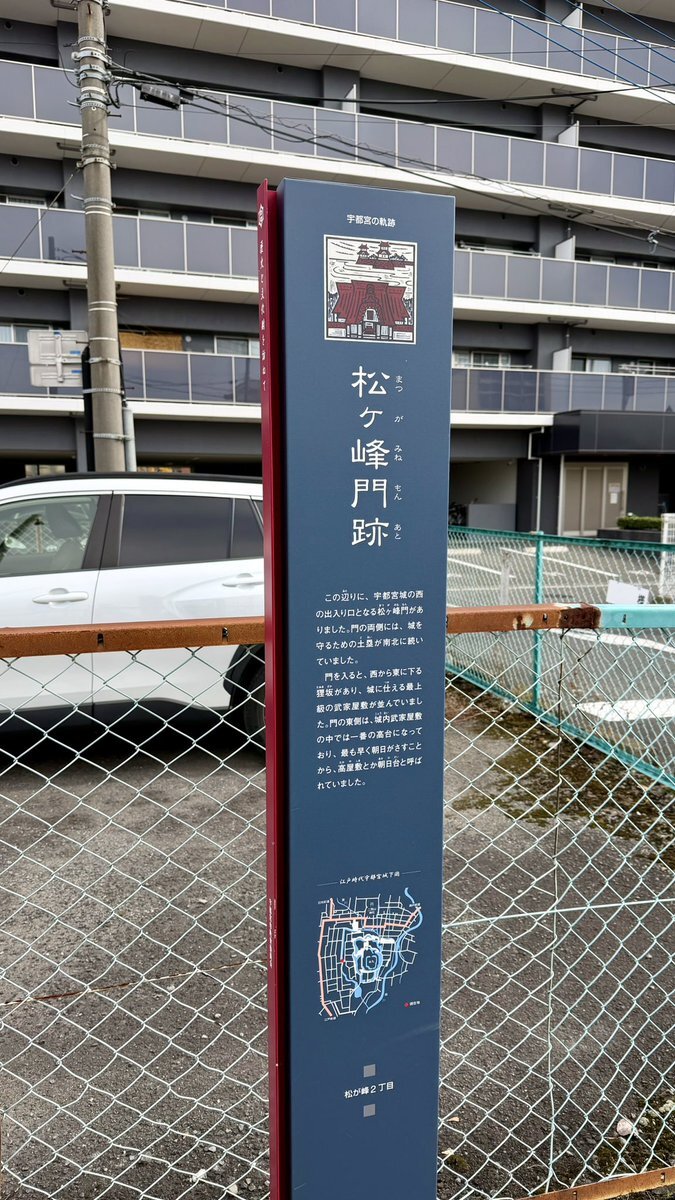 宇都宮の軌跡
松ヶ峰門跡
まつ が みね もん あと
この辺りに、宇都宮城の西
の出入り口となる松ヶ峰門があ
りました。門の両側には、城を
守るための土塁が南北に続い
ていました。
門を入ると、西から東に下る
狸坂があり、城に仕える最上
級の武家屋敷が並んでいまし
た。門の東側は、城内武家屋敷
の中では一番の高台になって
おり、最も早く朝日がさすこと
から、高屋敷とか朝日台と呼ば
れていました。
江戸時代宇都宮城下図
松が峰2丁目